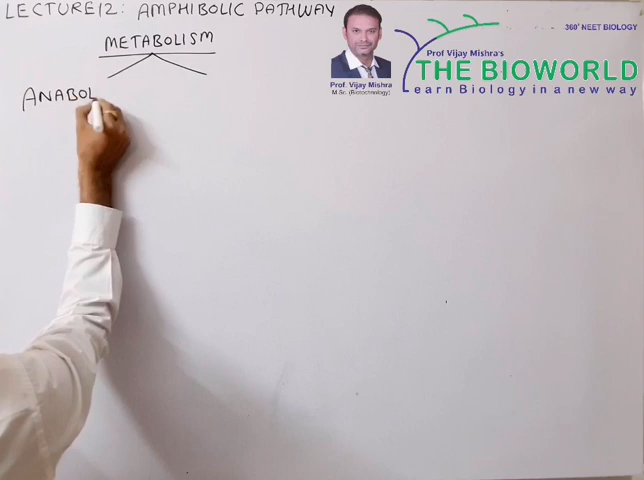 LECTURE12: AMPHIBOLIC PATHWAY
360° NEET BIOLOGY
METABOLISM
Prof Vijay Mishra's
THE BIOWORLD
Learn Biology in a new way
Prof. Vijay Mishra
M.Sc. (Biotechnology)
ANABOL